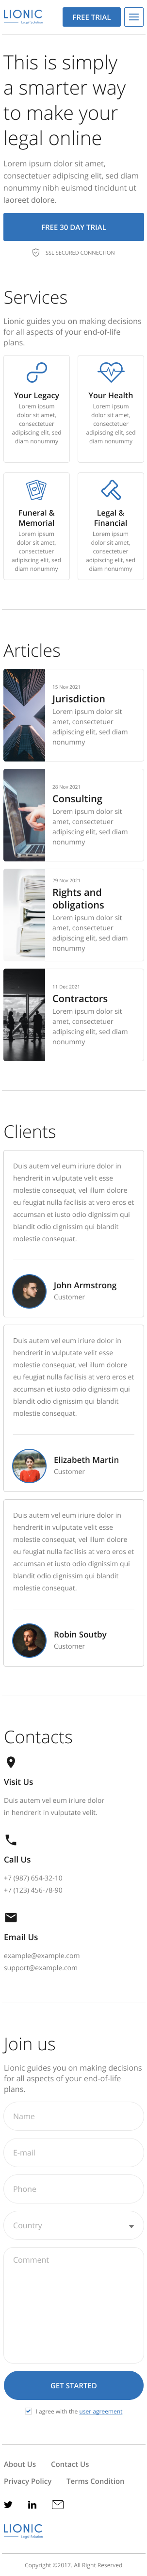 LIONIC
Legal Solution
FREE TRIAL
This is simply
a smarter way
to make your
legal online
Lorem ipsum dolor sit amet,
consectetuer adipiscing elit, sed diam
nonummy nibh euismod tincidunt ut
laoreet dolore.
FREE 30 DAY TRIAL
SSL SECURED CONNECTION
Services
Lionic guides you on making decisions
for all aspects of your end-of-life
plans.
Your Legacy
Lorem ipsum
dolor sit amet,
consectetuer
adipiscing elit, sed
diam nonummy
Your Health
Lorem ipsum
dolor sit amet,
consectetuer
adipiscing elit, sed
diam nonummy
Funeral &
Memorial
Lorem ipsum
dolor sit amet,
consectetuer
adipiscing elit, sed
diam nonummy
Legal &
Financial
Lorem ipsum
dolor sit amet,
consectetuer
adipiscing elit, sed
diam nonummy
Articles
15 Nov 2021
Jurisdiction
Lorem ipsum dolor sit
amet, consectetuer
adipiscing elit, sed diam
nonummy
28 Nov 2021
Consulting
Lorem ipsum dolor sit
amet, consectetuer
adipiscing elit, sed diam
nonummy
29 Nov 2021
Rights and
obligations
Lorem ipsum dolor sit
amet, consectetuer
adipiscing elit, sed diam
nonummy
11 Dec 2021
Contractors
Lorem ipsum dolor sit
amet, consectetuer
adipiscing elit, sed diam
nonummy
Clients
Duis autem vel eum iriure dolor in
hendrerit in vulputate velit esse
molestie consequat, vel illum dolore
eu feugiat nulla facilisis at vero eros et
accumsan et iusto odio dignissim qui
blandit odio dignissim qui blandit
molestie consequat.
John Armstrong
Customer
Duis autem vel eum iriure dolor in
hendrerit in vulputate velit esse
molestie consequat, vel illum dolore
eu feugiat nulla facilisis at vero eros et
accumsan et iusto odio dignissim qui
blandit odio dignissim qui blandit
molestie consequat.
Elizabeth Martin
Customer
Duis autem vel eum iriure dolor in
hendrerit in vulputate velit esse
molestie consequat, vel illum dolore
eu feugiat nulla facilisis at vero eros et
accumsan et iusto odio dignissim qui
blandit odio dignissim qui blandit
molestie consequat.
Robin Soutby
Customer
Contacts
Visit Us
Duis autem vel eum iriure dolor
in hendrerit in vulputate velit.
Call Us
+7 (987) 654-32-10
+7 (123) 456-78-90
Email Us
example@example.com
support@example.com
Join us
Lionic guides you on making decisions
for all aspects of your end-of-life
plans.
Name
E-mail
Phone
Country
Comment
GET STARTED
I agree with the user agreement
About Us Contact Us
Privacy Policy Terms Condition
LIONIC
Legal Solution
Copyright ©2017. All Right Reserved